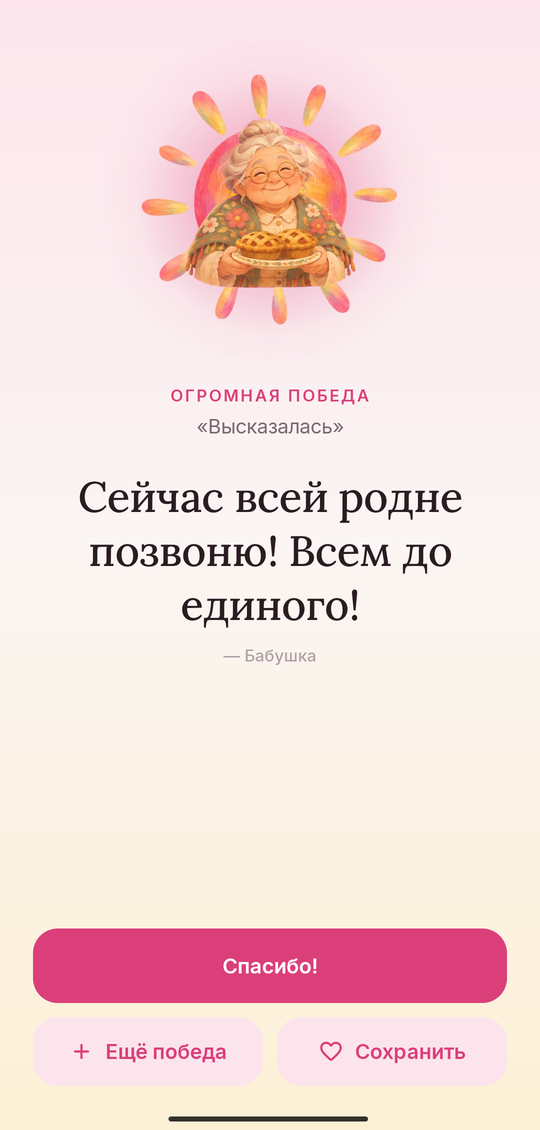 ОГРОМНАЯ ПОБЕДА
«Высказалась»
Сейчас всей родне
позвоню! Всем до
единого!
— Бабушка
Спасибо!
+ Ещё победа
Сохранить